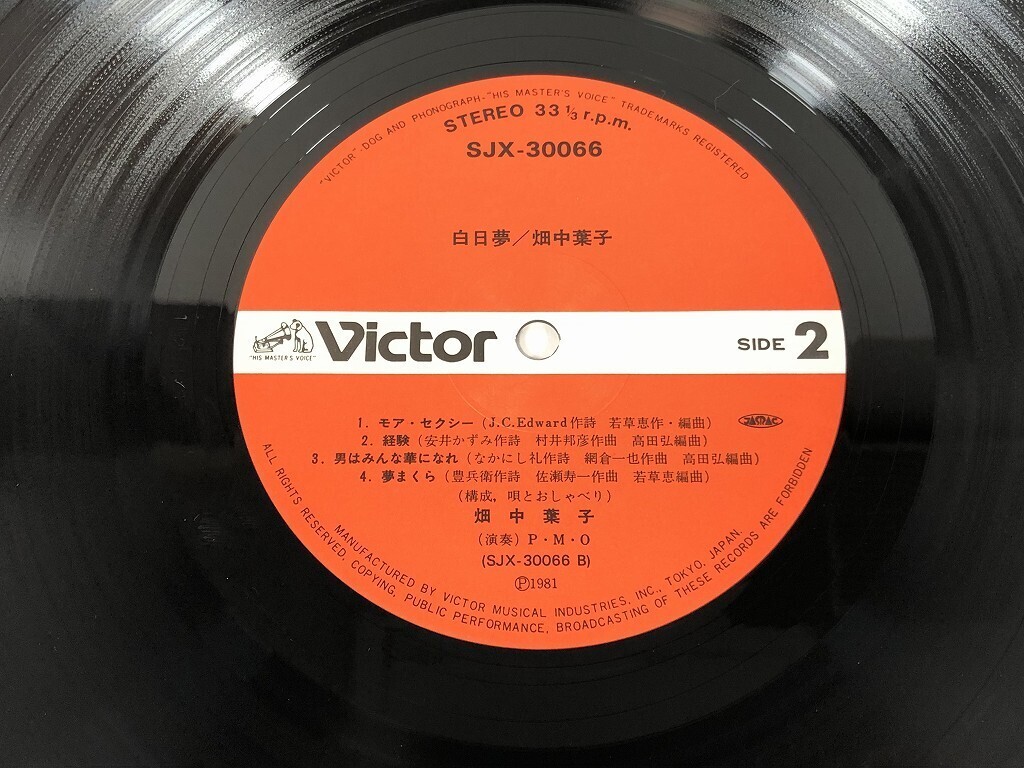 "VICTOR"-DOG AND PHONOGRAPH-"HIS MASTER'S VOICE" TRADEMARKS REGISTERED
STEREO 33 1/3 r.p.m.
SJX-30066
白日夢/畑中葉子
"HIS MASTER'S VOICE"
Victor
SIDE 2
1. モア・セクシー(J.C.Edward作詩 若草恵作・編曲)
JASRAC
2. 経験(安井かずみ作詩 村井邦彦作曲 高田弘編曲)
3. 男はみんな華になれ(なかにし礼作詩 網倉一也作曲 高田弘編曲)
4. 夢まくら(豊兵衛作詩 佐瀬寿一作曲 若草恵編曲)
(構成,唄とおしゃべり)
畑中葉子
(演奏)P・M・O
(SJX-30066 B)
Ⓟ1981
MANUFACTURED BY VICTOR MUSICAL INDUSTRIES, INC., TOKYO, JAPAN.
ALL RIGHTS RESERVED. COPYING, PUBLIC PERFORMANCE, BROADCASTING OF THESE RECORDS ARE FORBIDDEN